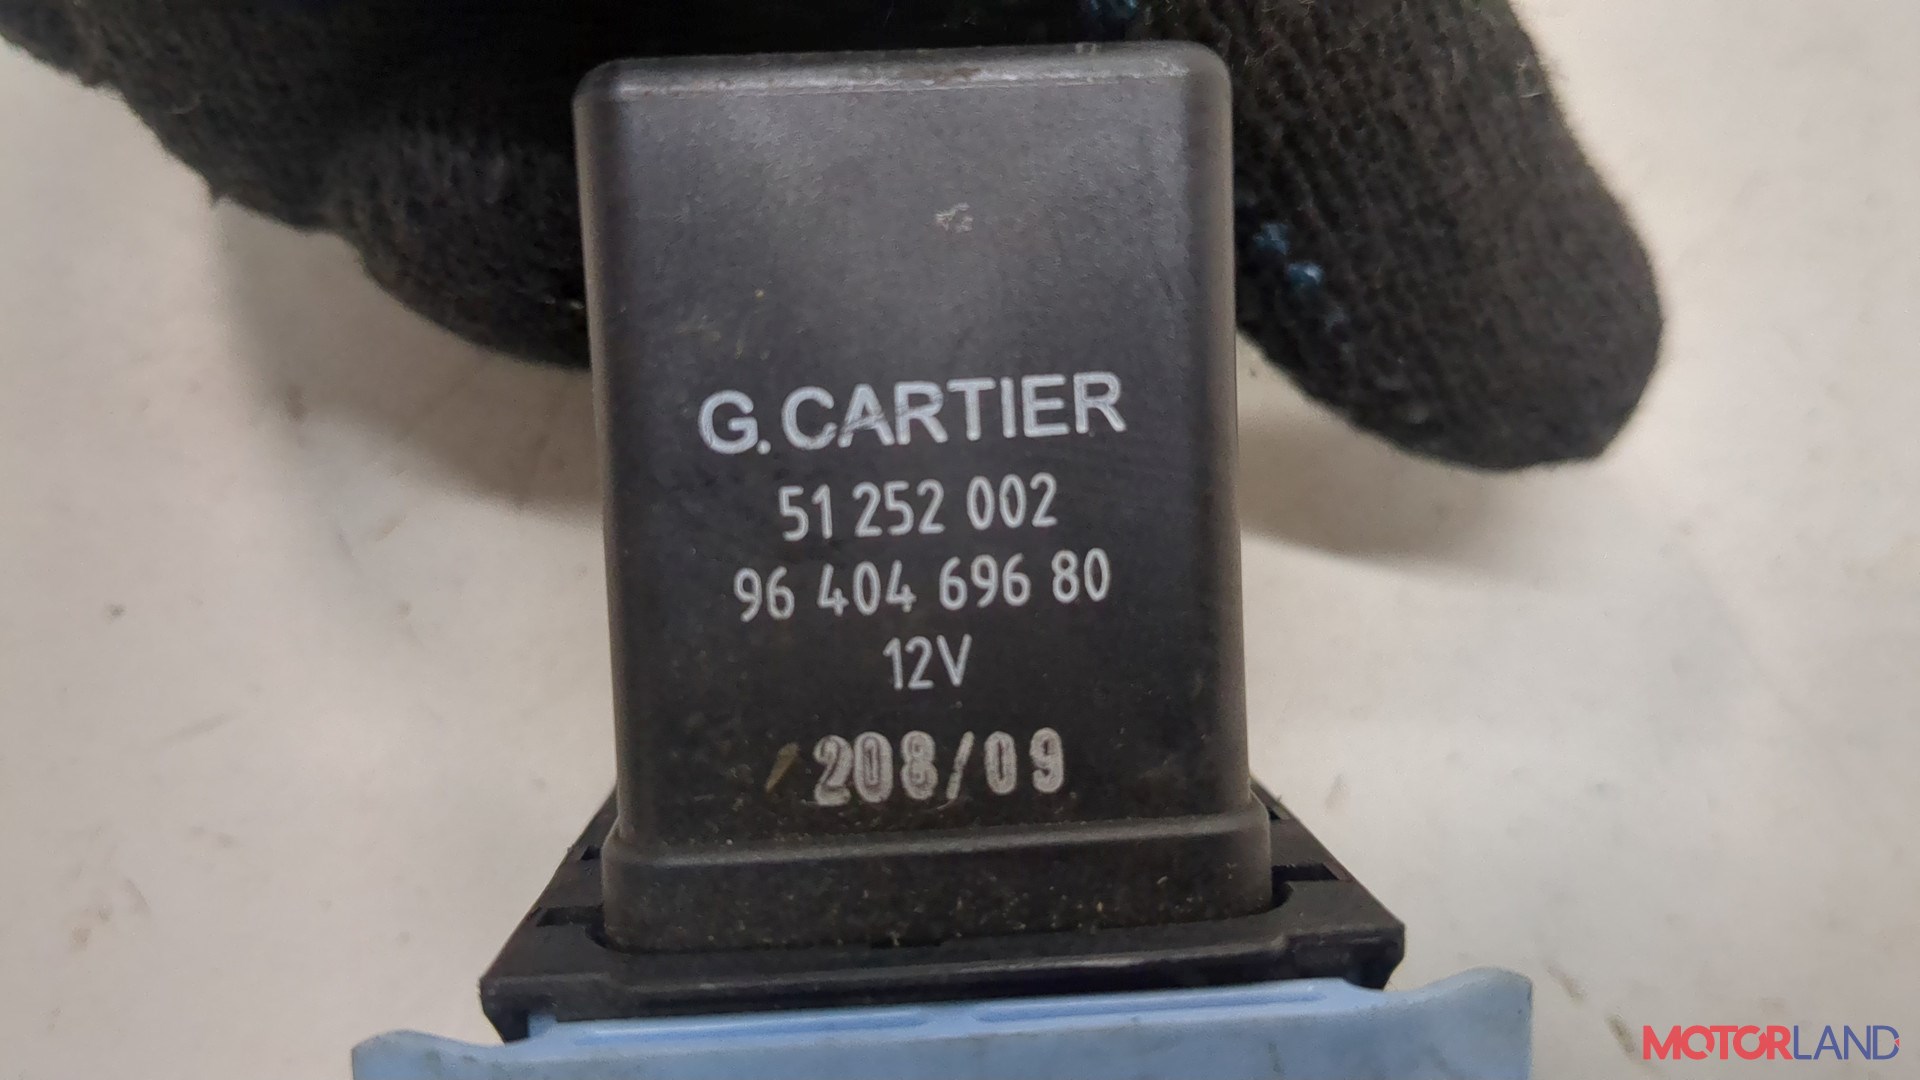 G. CARTIER
51 252 002
96 404 696 80
12V
208/09
MOTORLAND